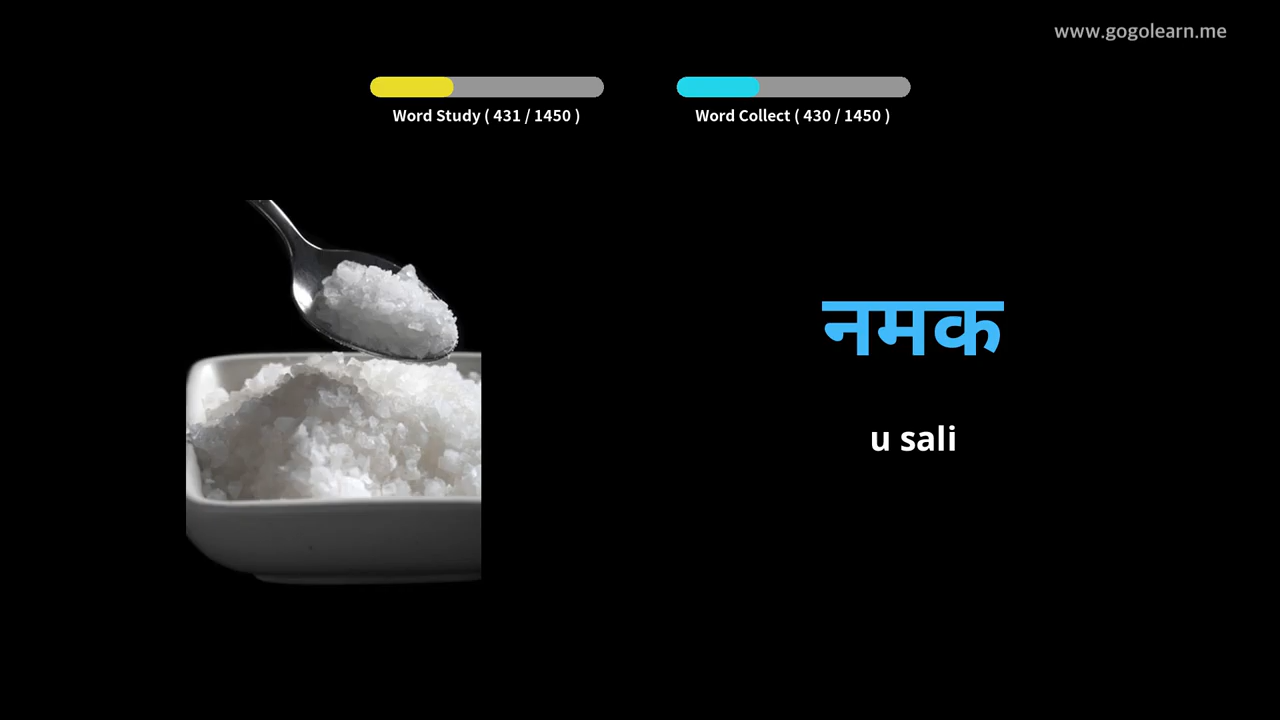 www.gogolearn.me
Word Study ( 431 / 1450 )
Word Collect ( 430 / 1450 )
नमक
u sali